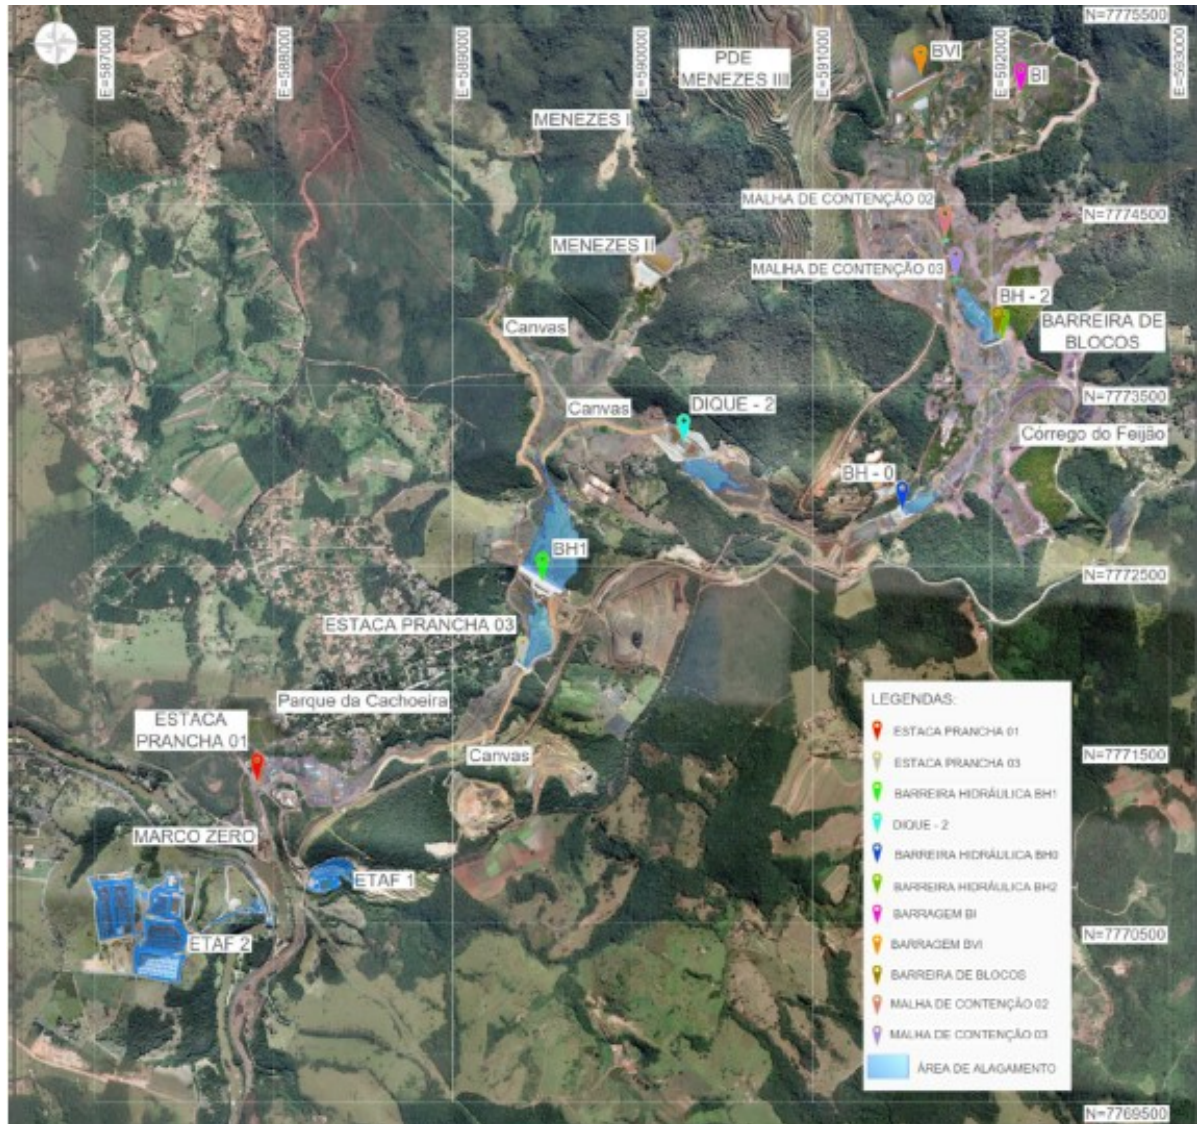 N=7775500
E=587000
E=588000
E=589000
E=590000
E=591000
E=592000
E=593000
PDE
MENEZES III
BVI
BI
MENEZES I
MALHA DE CONTENÇÃO 02
N=7774500
MENEZES II
MALHA DE CONTENÇÃO 03
BH - 2
BARREIRA DE
BLOCOS
Canvas
N=7773500
Canvas
DIQUE - 2
Córrego do Feijão
BH - 0
BH1
N=7772500
ESTACA PRANCHA 03
Parque da Cachoeira
ESTACA
PRANCHA 01
Canvas
N=7771500
MARCO ZERO
ETAF 1
ETAF 2
N=7770500
N=7769500
LEGENDAS:
ESTACA PRANCHA 01
ESTACA PRANCHA 03
BARREIRA HIDRÁULICA BH1
DIQUE - 2
BARREIRA HIDRÁULICA BH0
BARREIRA HIDRÁULICA BH2
BARRAGEM BI
BARRAGEM BVI
BARREIRA DE BLOCOS
MALHA DE CONTENÇÃO 02
MALHA DE CONTENÇÃO 03
ÁREA DE ALAGAMENTO